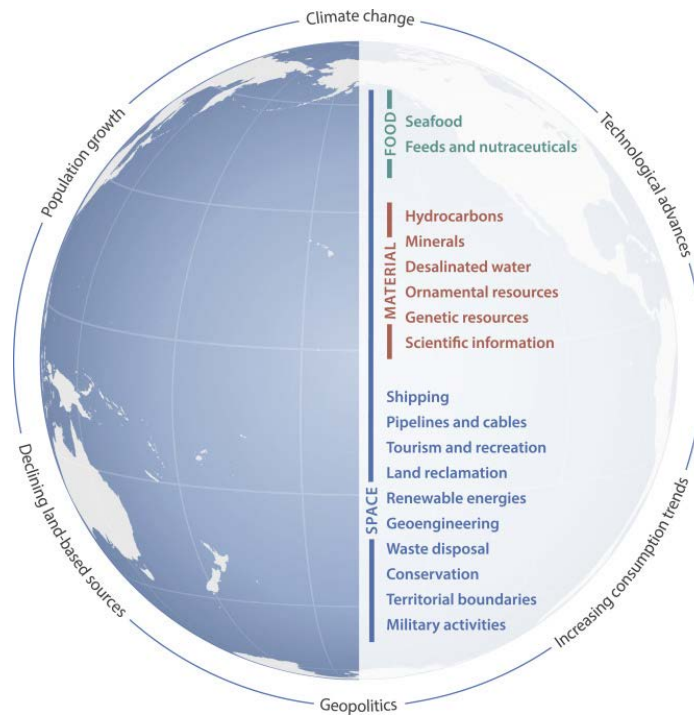 Climate change
Population growth
Technological advances
FOOD
Seafood
Feeds and nutraceuticals
MATERIAL
Hydrocarbons
Minerals
Desalinated water
Ornamental resources
Genetic resources
Scientific information
SPACE
Shipping
Pipelines and cables
Tourism and recreation
Land reclamation
Renewable energies
Geoengineering
Waste disposal
Conservation
Territorial boundaries
Military activities
Declining land-based sources
Increasing consumption trends
Geopolitics